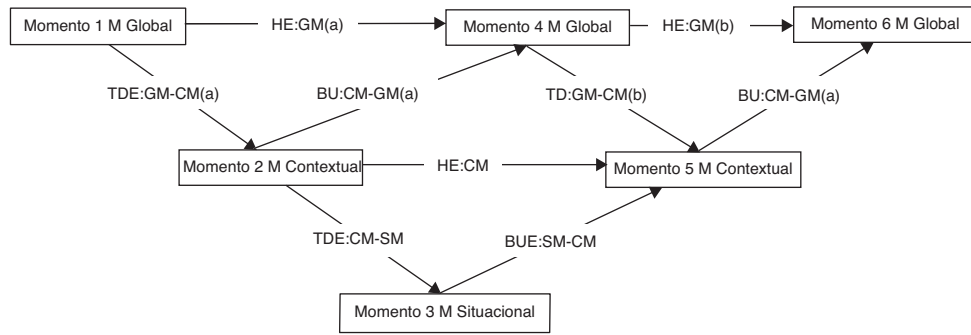 Momento 1 M Global
HE:GM(a)
Momento 4 M Global
HE:GM(b)
Momento 6 M Global
TDE:GM-CM(a)
BU:CM-GM(a)
TD:GM-CM(b)
BU:CM-GM(a)
Momento 2 M Contextual
HE:CM
Momento 5 M Contextual
TDE:CM-SM
BUE:SM-CM
Momento 3 M Situacional